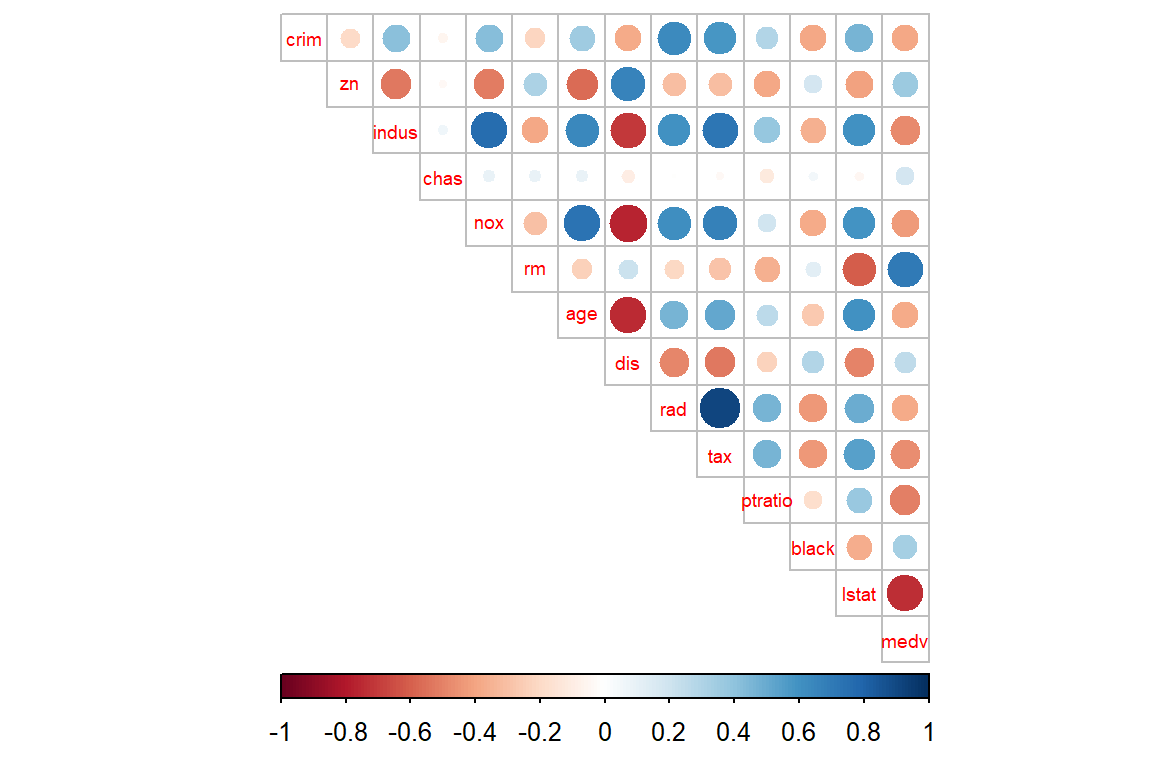 crim
zn
indus
chas
nox
rm
age
dis
rad
tax
ptratio
black
lstat
medv
-1 -0.8 -0.6 -0.4 -0.2 0 0.2 0.4 0.6 0.8 1